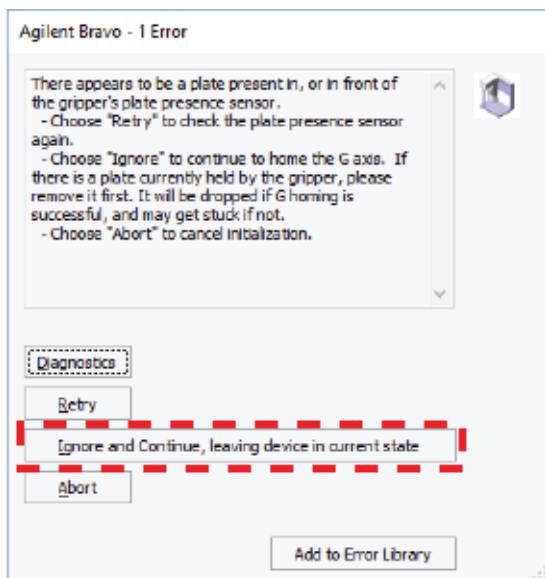 Agilent Bravo - 1 Error
There appears to be a plate present in, or in front of
the gripper's plate presence sensor.
- Choose "Retry" to check the plate presence sensor
again.
- Choose "Ignore" to continue to home the G axis. If
there is a plate currently held by the gripper, please
remove it first. It will be dropped if G homing is
successful, and may get stuck if not.
- Choose "Abort" to cancel initialization.
Diagnostics
Retry
Ignore and Continue, leaving device in current state
Abort
Add to Error Library